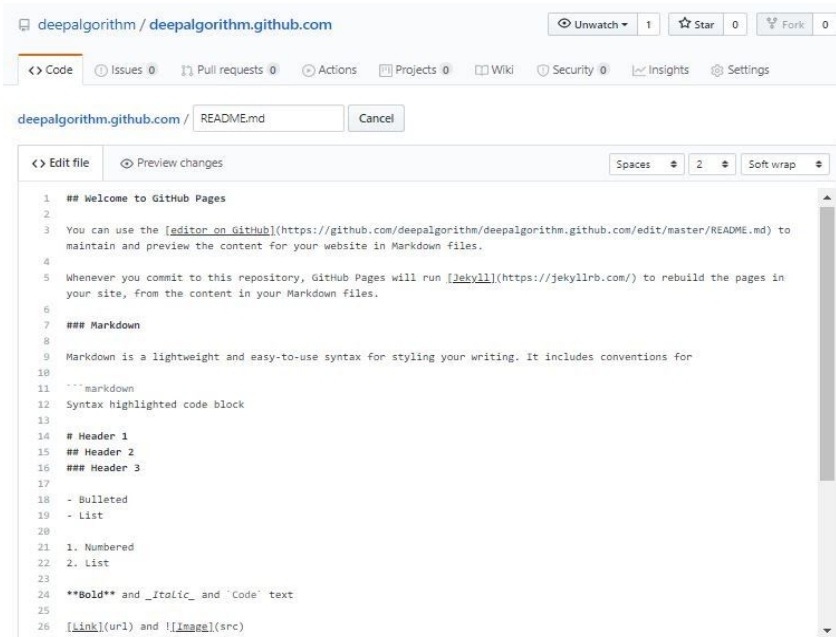 deepalgorithm / deepalgorithm.github.com
Unwatch 1 Star 0 Fork 0
<> Code Issues 0 Pull requests 0 Actions Projects 0 Wiki Security 0 Insights Settings
deepalgorithm.github.com / README.md Cancel
<> Edit file Preview changes Spaces 2 Soft wrap
1 ## Welcome to GitHub Pages
2
3 You can use the [editor on GitHub](https://github.com/deepalgorithm/deepalgorithm.github.com/edit/master/README.md) to
maintain and preview the content for your website in Markdown files.
4
5 Whenever you commit to this repository, GitHub Pages will run [Jekyll](https://jekyllrb.com/) to rebuild the pages in
your site, from the content in your Markdown files.
6
7 ### Markdown
8
9 Markdown is a lightweight and easy-to-use syntax for styling your writing. It includes conventions for
10
11 ```markdown
12 Syntax highlighted code block
13
14 # Header 1
15 ## Header 2
16 ### Header 3
17
18 - Bulleted
19 - List
20
21 1. Numbered
22 2. List
23
24 **Bold** and _Italic_ and `Code` text
25
26 [Link](url) and ![Image](src)